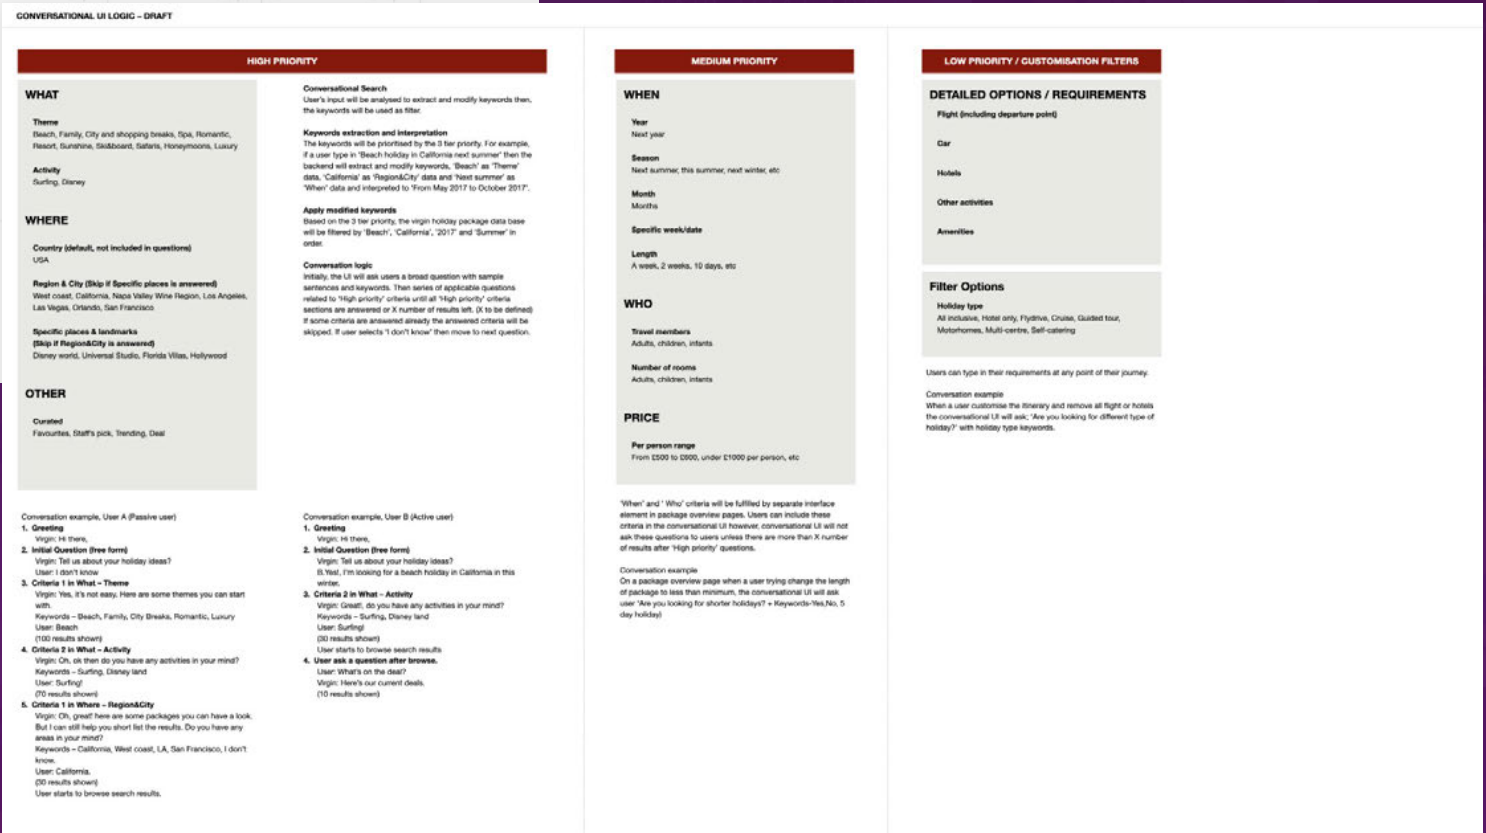 CONVERSATIONAL UI LOGIC – DRAFT
HIGH PRIORITY
WHAT
Theme
Beach, Family, City and shopping breaks, Spa, Romantic,
Resort, Sunshine, Ski&board, Safaris, Honeymoons, Luxury
Activity
Surfing, Disney
WHERE
Country (default, not included in questions)
USA
Region & City (Skip if Specific places is answered)
West coast, California, Napa Valley Wine Region, Los Angeles,
Las Vegas, Orlando, San Francisco
Specific places & landmarks
(Skip if Region&City is answered)
Disney world, Universal Studio, Florida Villas, Hollywood
OTHER
Curated
Favourites, Staff's pick, Trending, Deal
Conversational Search
User's input will be analysed to extract and modify keywords then,
the keywords will be used as filter.
Keywords extraction and interpretation
The keywords will be prioritised by the 3 tier priority. For example,
if a user type in 'Beach holiday in California next summer' then the
backend will extract and modify keywords, 'Beach' as 'Theme'
data, 'California' as 'Region&City' data and 'Next summer' as
'When' data and interpreted to 'From May 2017 to October 2017'.
Apply modified keywords
Based on the 3 tier priority, the virgin holiday package data base
will be filtered by 'Beach', 'California', '2017' and 'Summer' in
order.
Conversation logic
Initially, the UI will ask users a broad question with sample
sentences and keywords. Then series of applicable questions
related to 'High priority' criteria until all 'High priority' criteria
sections are answered or X number of results left. (X to be defined)
If some criteria are answered already the answered criteria will be
skipped. If user selects 'I don't know' then move to next question.
Conversation example, User A (Passive user)
1. Greeting
Virgin: Hi there,
2. Initial Question (free form)
Virgin: Tell us about your holiday ideas?
User: I don't know
3. Criteria 1 in What – Theme
Virgin: Yes, it's not easy. Here are some themes you can start
with.
Keywords – Beach, Family, City Breaks, Romantic, Luxury
User: Beach
(100 results shown)
4. Criteria 2 in What – Activity
Virgin: Oh, ok then do you have any activities in your mind?
Keywords – Surfing, Disney land
User: Surfing!
(70 results shown)
5. Criteria 1 in Where – Region&City
Virgin: Oh, great! here are some packages you can have a look.
But I can still help you short list the results. Do you have any
areas in your mind?
Keywords – California, West coast, LA, San Francisco, I don't
know.
User: California.
(30 results shown)
User starts to browse search results.
Conversation example, User B (Active user)
1. Greeting
Virgin: Hi there,
2. Initial Question (free form)
Virgin: Tell us about your holiday ideas?
B.Yes!, I'm looking for a beach holiday in California in this
winter.
3. Criteria 2 in What – Activity
Virgin: Great!, do you have any activities in your mind?
Keywords – Surfing, Disney land
User: Surfing!
(30 results shown)
User starts to browse search results
4. User ask a question after browse.
User: What's on the deal?
Virgin: Here's our current deals.
(10 results shown)
MEDIUM PRIORITY
WHEN
Year
Next year
Season
Next summer, this summer, next winter, etc
Month
Months
Specific week/date
Length
A week, 2 weeks, 10 days, etc
WHO
Travel members
Adults, children, infants
Number of rooms
Adults, children, infants
PRICE
Per person range
From £500 to £600, under £1000 per person, etc
'When' and ' Who' criteria will be fulfilled by separate interface
element in package overview pages. Users can include these
criteria in the conversational UI however, conversational UI will not
ask these questions to users unless there are more than X number
of results after 'High priority' questions.
Conversation example
On a package overview page when a user trying change the length
of package to less than minimum, the conversational UI will ask
user 'Are you looking for shorter holidays? + Keywords-Yes,No, 5
day holiday)
LOW PRIORITY / CUSTOMISATION FILTERS
DETAILED OPTIONS / REQUIREMENTS
Flight (including departure point)
Car
Hotels
Other activities
Amenities
Filter Options
Holiday type
All inclusive, Hotel only, Flydrive, Cruise, Guided tour,
Motorhomes, Multi-centre, Self-catering
Users can type in their requirements at any point of their journey.
Conversation example
When a user customise the itinerary and remove all flight or hotels
the conversational UI will ask; 'Are you looking for different type of
holiday?' with holiday type keywords.